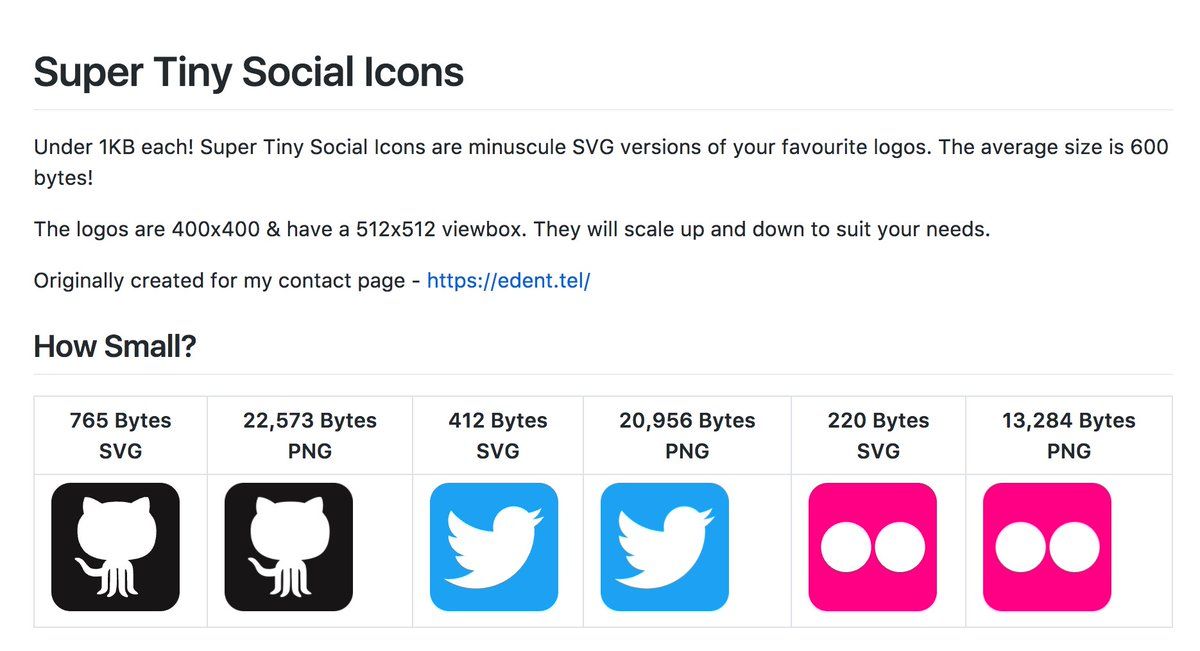 Super Tiny Social Icons
Under 1KB each! Super Tiny Social Icons are minuscule SVG versions of your favourite logos. The average size is 600
bytes!
The logos are 400x400 & have a 512x512 viewbox. They will scale up and down to suit your needs.
Originally created for my contact page - https://edent.tel/
How Small?
765 Bytes
SVG
22,573 Bytes
PNG
412 Bytes
SVG
20,956 Bytes
PNG
220 Bytes
SVG
13,284 Bytes
PNG